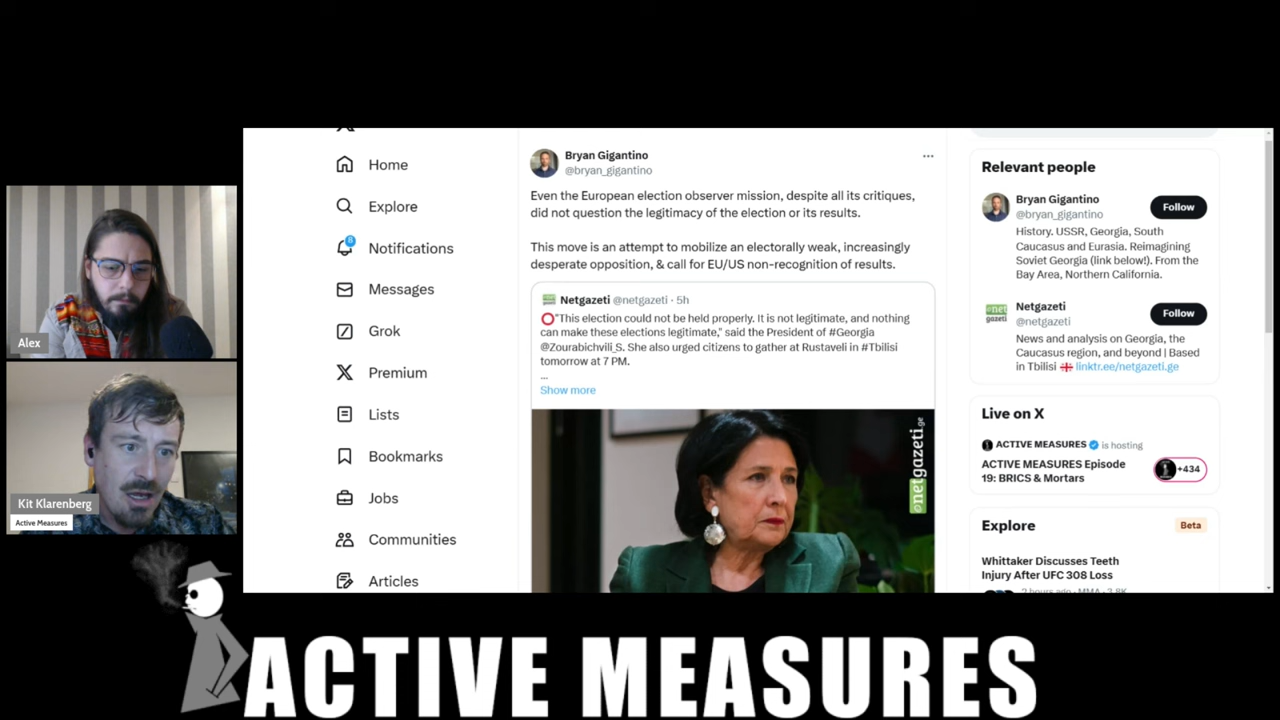 Alex
Kit Klarenberg
Active Measures
Home
Explore
8
Notifications
Messages
Grok
Premium
Lists
Bookmarks
Jobs
Communities
Articles
Bryan Gigantino
@bryan_gigantino
Even the European election observer mission, despite all its critiques,
did not question the legitimacy of the election or its results.
This move is an attempt to mobilize an electorally weak, increasingly
desperate opposition, & call for EU/US non-recognition of results.
Netgazeti @netgazeti · 5h
"This election could not be held properly. It is not legitimate, and nothing
can make these elections legitimate," said the President of #Georgia
@Zourabichvili_S. She also urged citizens to gather at Rustaveli in #Tbilisi
tomorrow at 7 PM.
...
Show more
netgazeti.ge
Relevant people
Bryan Gigantino
@bryan_gigantino
Follow
History. USSR, Georgia, South
Caucasus and Eurasia. Reimagining
Soviet Georgia (link below!). From the
Bay Area, Northern California.
Netgazeti
@netgazeti
Follow
News and analysis on Georgia, the
Caucasus region, and beyond | Based
in Tbilisi 🇬🇪 linktr.ee/netgazeti.ge
Live on X
ACTIVE MEASURES is hosting
ACTIVE MEASURES Episode
19: BRICS & Mortars
+434
Explore
Beta
Whittaker Discusses Teeth
Injury After UFC 308 Loss
2 hours ago · MMA · 3.8K
ACTIVE MEASURES